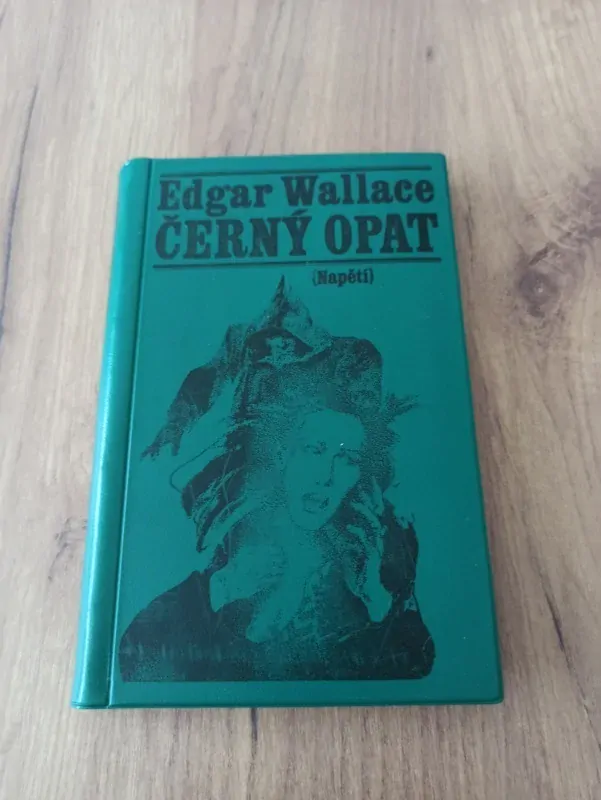 Edgar Wallace
ČERNÝ OPAT
(Napětí)